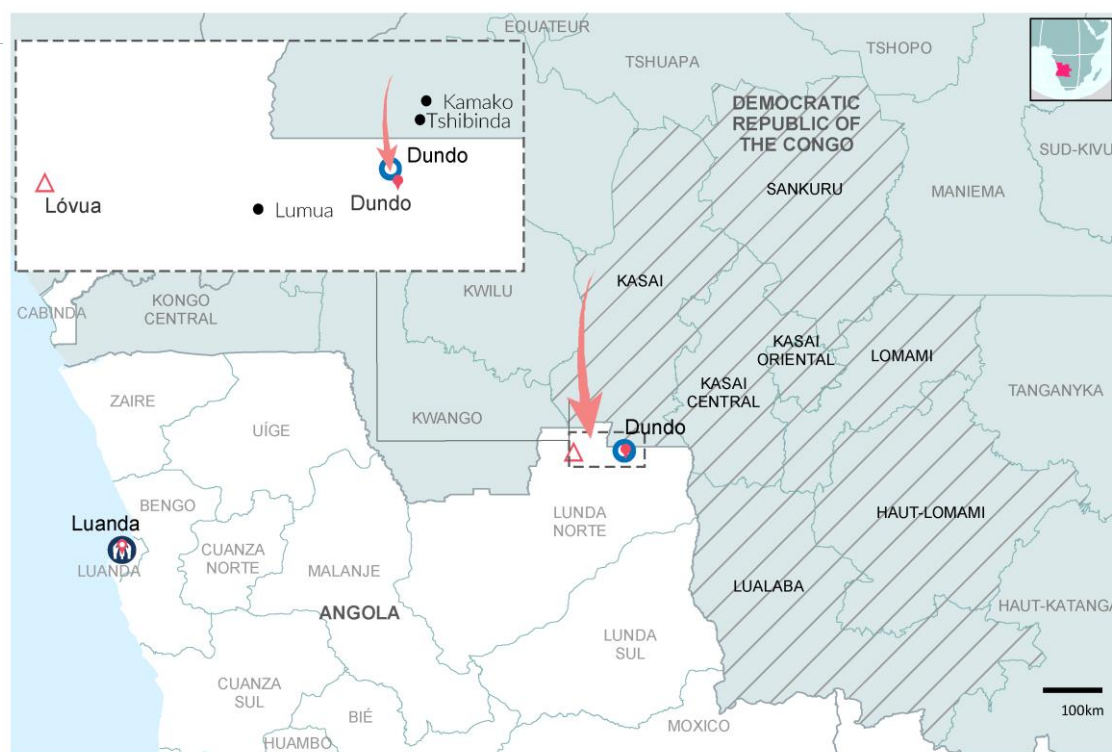 EQUATEUR
TSHUAPA
TSHOPO
DEMOCRATIC
REPUBLIC OF
THE CONGO
SUD-KIVU
MANIEMA
SANKURU
Kamako
Tshibinda
Dundo
Dundo
Lóvua
Lumua
KASAI
KWILU
CABINDA
KONGO
CENTRAL
KASAI
ORIENTAL
LOMAMI
KASAI
CENTRAL
TANGANYKA
ZAIRE
KWANGO
UÍGE
Dundo
BENGO
LUNDA
NORTE
HAUT-LOMAMI
Luanda
LUANDA
CUANZA
NORTE
MALANJE
LUALABA
ANGOLA
HAUT-KATANGA
LUNDA
SUL
CUANZA
SUL
BIÉ
MOXICO
HUAMBO
100km